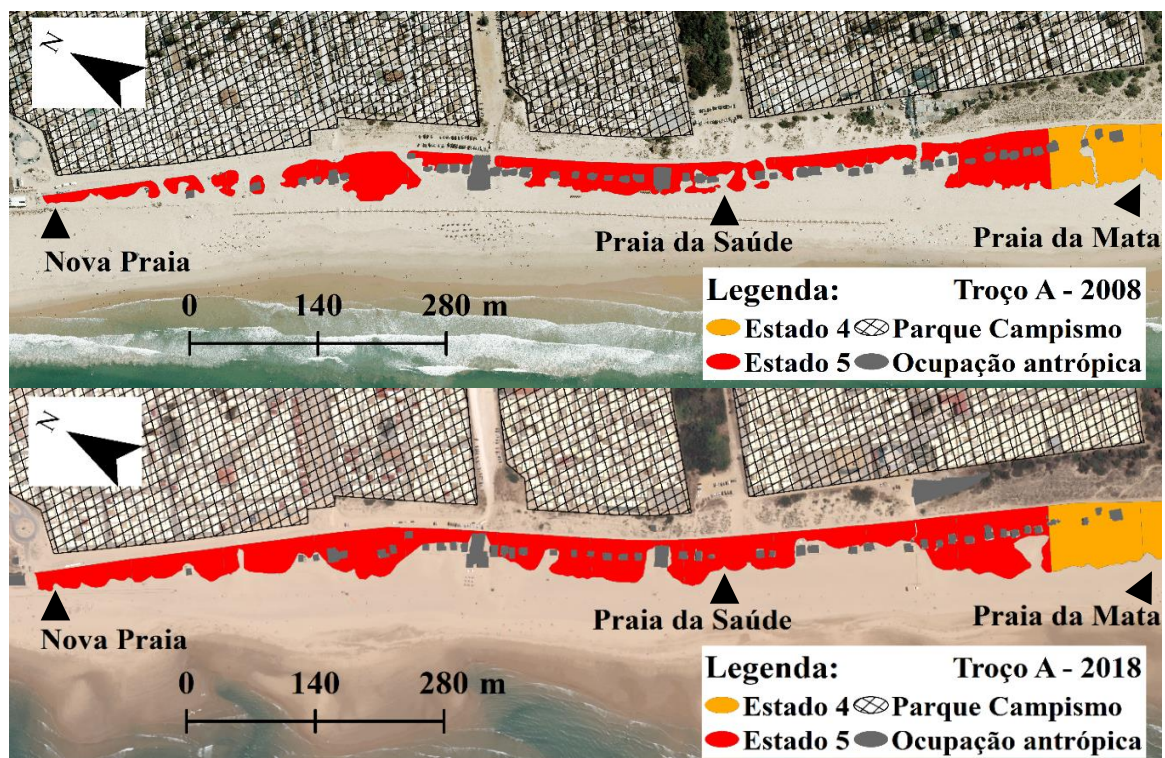 N
Nova Praia
Praia da Saúde
Praia da Mata
0 140 280 m
Legenda: Troço A - 2008
Estado 4 Parque Campismo
Estado 5 Ocupação antrópica
N
Nova Praia
Praia da Saúde
Praia da Mata
0 140 280 m
Legenda: Troço A - 2018
Estado 4 Parque Campismo
Estado 5 Ocupação antrópica